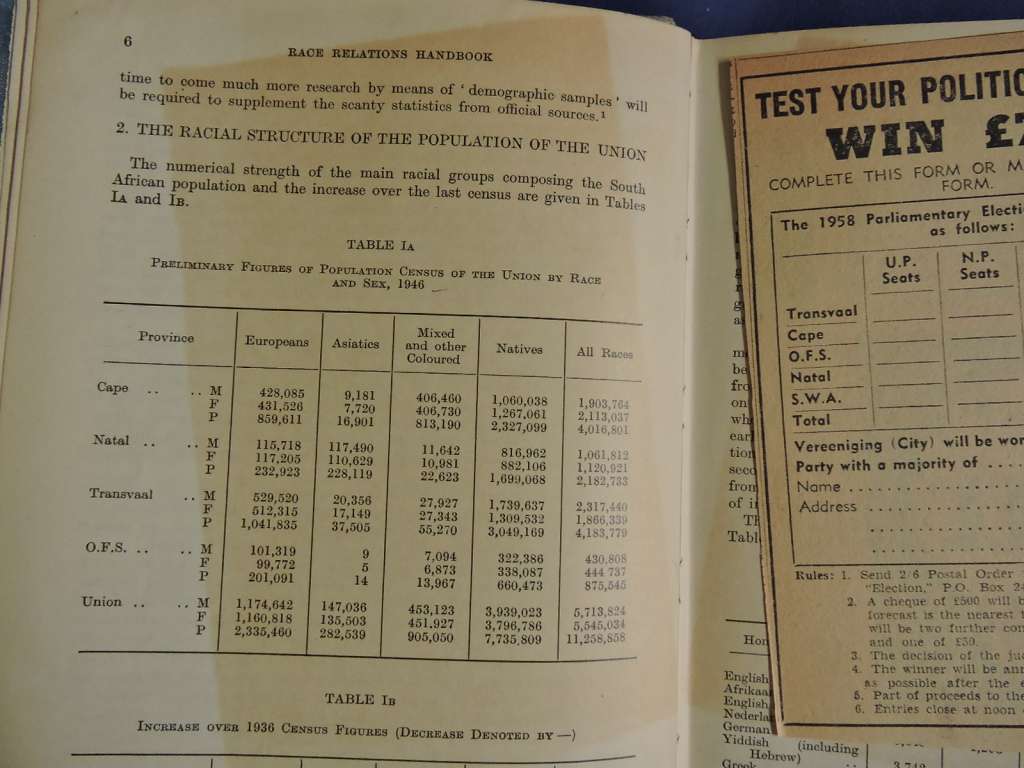 6
RACE RELATIONS HANDBOOK
time to come much more research by means of ‘ demographic samples ’ will
be required to supplement the scanty statistics from official sources.¹
2. THE RACIAL STRUCTURE OF THE POPULATION OF THE UNION
The numerical strength of the main racial groups composing the South
African population and the increase over the last census are given in Tables
IA and IB.
TABLE IA
PRELIMINARY FIGURES OF POPULATION CENSUS OF THE UNION BY RACE
AND SEX, 1946
Province Europeans Asiatics Mixed and other Coloured Natives All Races
Cape .. .. M 428,085 9,181 406,460 1,060,038 1,903,764
F 431,526 7,720 406,730 1,267,061 2,113,037
P 859,611 16,901 813,190 2,327,099 4,016,801
Natal .. .. M 115,718 117,490 11,642 816,962 1,061,812
F 117,205 110,629 10,981 882,106 1,120,921
P 232,923 228,119 22,623 1,699,068 2,182,733
Transvaal .. M 529,520 20,356 27,927 1,739,637 2,317,440
F 512,315 17,149 27,343 1,309,532 1,866,339
P 1,041,835 37,505 55,270 3,049,169 4,183,779
O.F.S. .. .. M 101,319 9 7,094 322,386 430,808
F 99,772 5 6,873 338,087 444 737
P 201,091 14 13,967 660,473 875,545
Union .. .. M 1,174,642 147,036 453,123 3,939,023 5,713,824
F 1,160,818 135,503 451.927 3,796,786 5,545,034
P 2,335,460 282,539 905,050 7,735,809 11,258,858
TABLE IB
INCREASE OVER 1936 CENSUS FIGURES (DECREASE DENOTED BY —)
TEST YOUR POLITIC
WIN £
COMPLETE THIS FORM OR M
FORM.
The 1958 Parliamentary Electi
as follows:
U.P. Seats N.P. Seats
Transvaal
Cape
O.F.S.
Natal
S.W.A.
Total
Vereeniging (City) will be wor
Party with a majority of ....
Name
Address
Rules: 1. Send 2/6 Postal Order
"Election," P.O. Box 2
2. A cheque of £500 will b
forecast is the nearest
will be two further con
and one of £50.
3. The decision of the ju
4. The winner will be ann
as possible after the e
5. Part of proceeds to the
6. Entries close at noon
Hom
English
Afrikaa
English
Nederla
German
Yiddish (including
Hebrew)
Greek